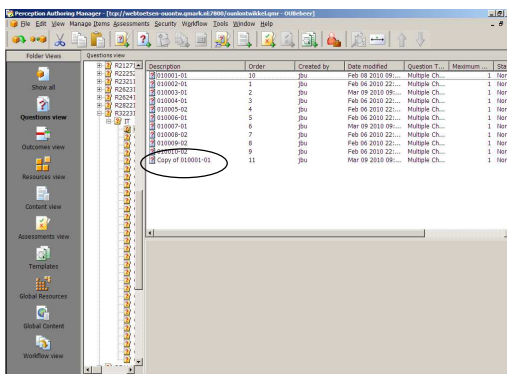 Perception Authoring Manager - [tcp://webtoetsen-ouontw.qmark.nl:7800/ounlontwikkel.qmr - OUBeheer]
File Edit View Manage Items Assessments Security Workflow Tools Window Help
Folder Views
Show all
Questions view
Outcomes view
Resources view
Content view
Assessments view
Templates
Global Resources
Global Content
Workflow view
Questions view
R2127
R2225
R2321
R2623
R2624
R2822
R3223
IT
Description Order Created by Date modified Question T... Maximum ... Sta
010001-01 10 jbu Feb 08 2010 09:... Multiple Ch... 1 Nor
010002-01 1 jbu Feb 06 2010 22:... Multiple Ch... 1 Nor
010003-01 2 jbu Mar 09 2010 09:... Multiple Ch... 1 Nor
010004-01 3 jbu Feb 06 2010 22:... Multiple Ch... 1 Nor
010005-02 4 jbu Feb 06 2010 22:... Multiple Ch... 1 Nor
010006-01 5 jbu Feb 06 2010 22:... Multiple Ch... 1 Nor
010007-01 6 jbu Mar 09 2010 09:... Multiple Ch... 1 Nor
010008-02 7 jbu Feb 06 2010 22:... Multiple Ch... 1 Nor
010009-02 8 jbu Feb 06 2010 22:... Multiple Ch... 1 Nor
010010-02 9 jbu Feb 06 2010 22:... Multiple Ch... 1 Nor
Copy of 010001-01 11 jbu Mar 09 2010 09:... Multiple Ch... 1 Nor